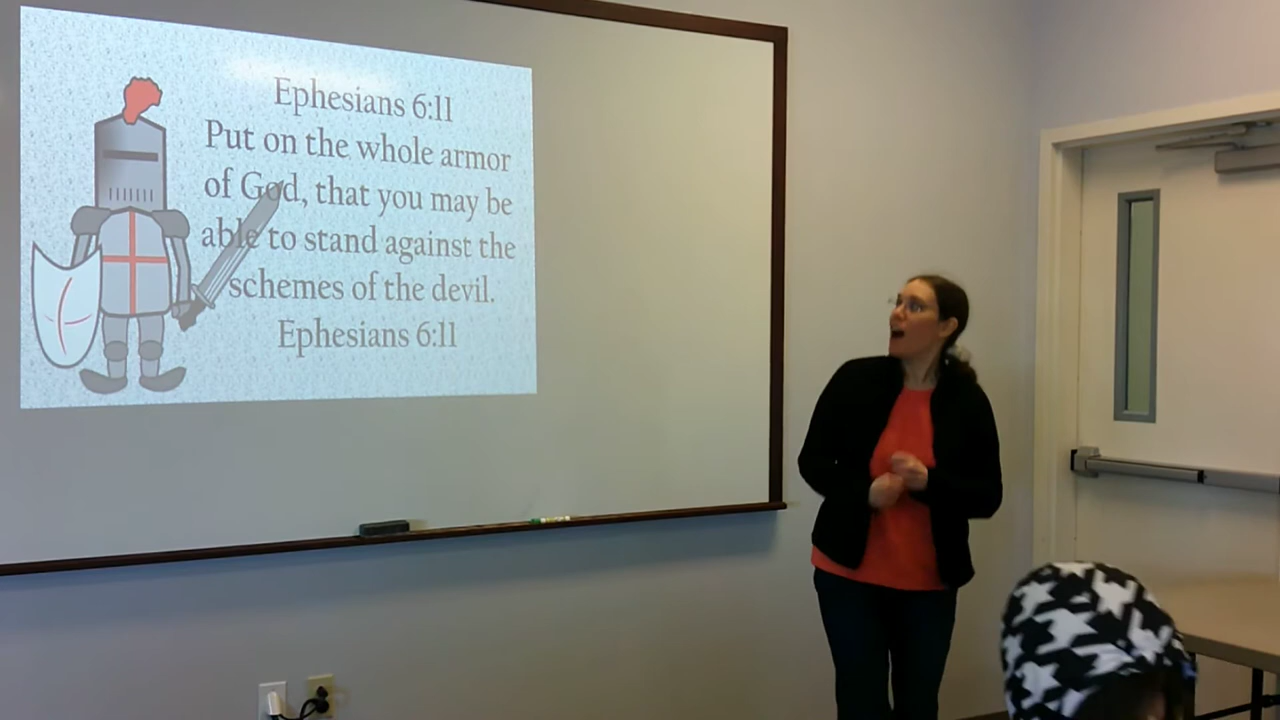 Ephesians 6:11
Put on the whole armor
of God, that you may be
able to stand against the
schemes of the devil.
Ephesians 6:11